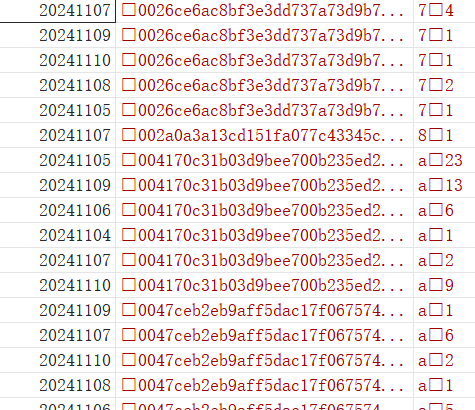 20241107 □0026ce6ac8bf3e3dd737a73d9b7... 7□4
20241109 □0026ce6ac8bf3e3dd737a73d9b7... 7□1
20241110 □0026ce6ac8bf3e3dd737a73d9b7... 7□1
20241108 □0026ce6ac8bf3e3dd737a73d9b7... 7□2
20241105 □0026ce6ac8bf3e3dd737a73d9b7... 7□1
20241107 □002a0a3a13cd151fa077c43345c... 8□1
20241105 □004170c31b03d9bee700b235ed2... a□23
20241109 □004170c31b03d9bee700b235ed2... a□13
20241106 □004170c31b03d9bee700b235ed2... a□6
20241104 □004170c31b03d9bee700b235ed2... a□1
20241107 □004170c31b03d9bee700b235ed2... a□2
20241110 □004170c31b03d9bee700b235ed2... a□9
20241109 □0047ceb2eb9aff5dac17f067574... a□1
20241107 □0047ceb2eb9aff5dac17f067574... a□6
20241110 □0047ceb2eb9aff5dac17f067574... a□2
20241108 □0047ceb2eb9aff5dac17f067574... a□1
20241106 □0047ceb2eb9aff5dac17f067574... a□5